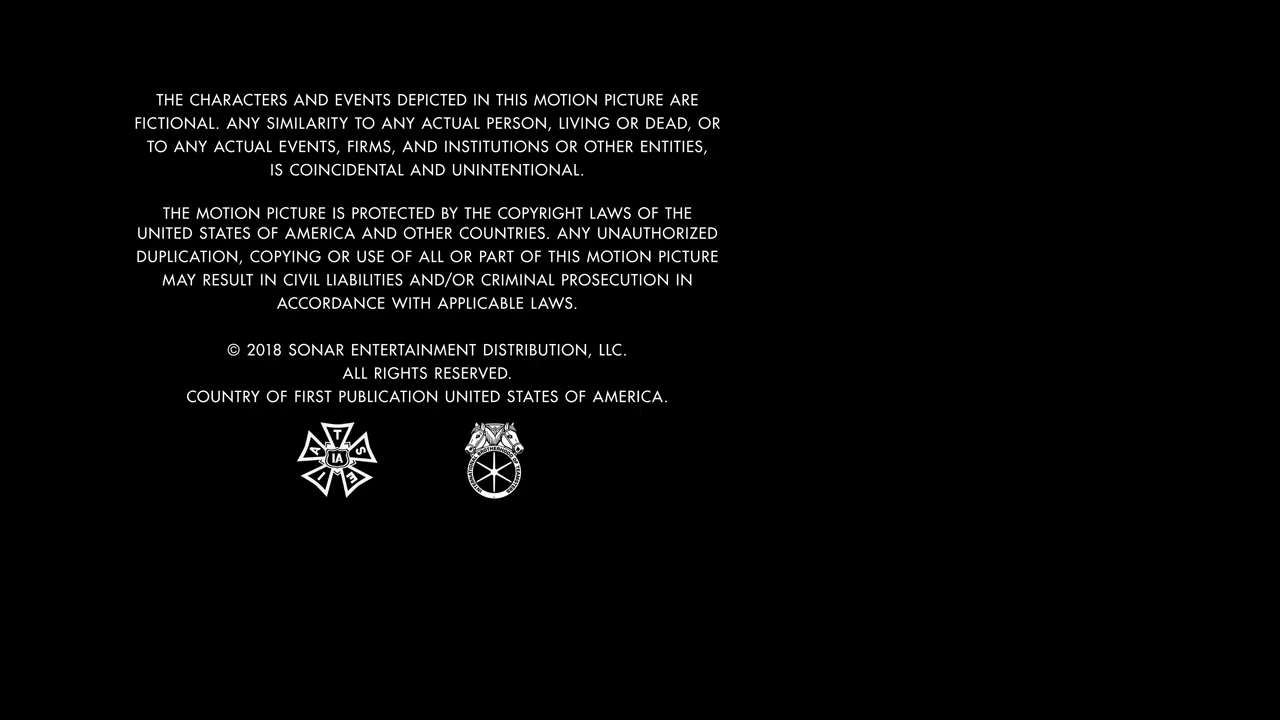 THE CHARACTERS AND EVENTS DEPICTED IN THIS MOTION PICTURE ARE
FICTIONAL. ANY SIMILARITY TO ANY ACTUAL PERSON, LIVING OR DEAD, OR
TO ANY ACTUAL EVENTS, FIRMS, AND INSTITUTIONS OR OTHER ENTITIES,
IS COINCIDENTAL AND UNINTENTIONAL.
THE MOTION PICTURE IS PROTECTED BY THE COPYRIGHT LAWS OF THE
UNITED STATES OF AMERICA AND OTHER COUNTRIES. ANY UNAUTHORIZED
DUPLICATION, COPYING OR USE OF ALL OR PART OF THIS MOTION PICTURE
MAY RESULT IN CIVIL LIABILITIES AND/OR CRIMINAL PROSECUTION IN
ACCORDANCE WITH APPLICABLE LAWS.
© 2018 SONAR ENTERTAINMENT DISTRIBUTION, LLC.
ALL RIGHTS RESERVED.
COUNTRY OF FIRST PUBLICATION UNITED STATES OF AMERICA.
I A T S E
IA
INTERNATIONAL BROTHERHOOD OF TEAMSTERS